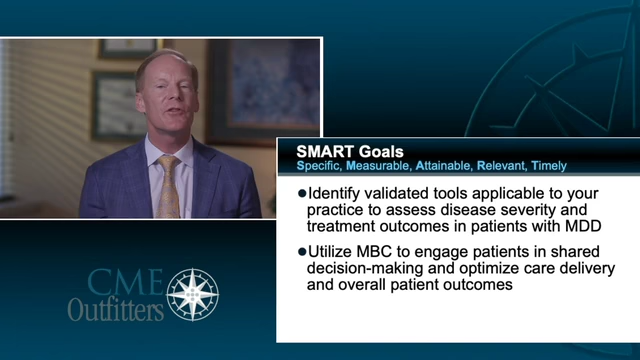 SMART Goals
Specific, Measurable, Attainable, Relevant, Timely
●Identify validated tools applicable to your
practice to assess disease severity and
treatment outcomes in patients with MDD
●Utilize MBC to engage patients in shared
decision-making and optimize care delivery
and overall patient outcomes
CME
Outfitters